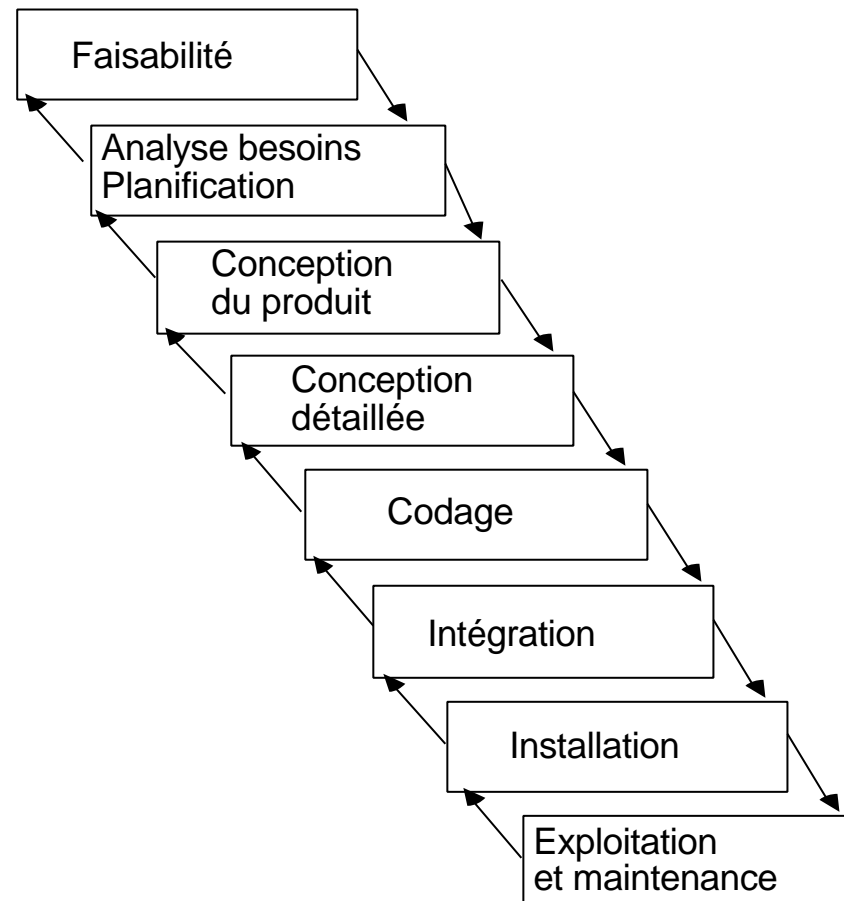 Faisabilité
Analyse besoins
Planification
Conception
du produit
Conception
détaillée
Codage
Intégration
Installation
Exploitation
et maintenance